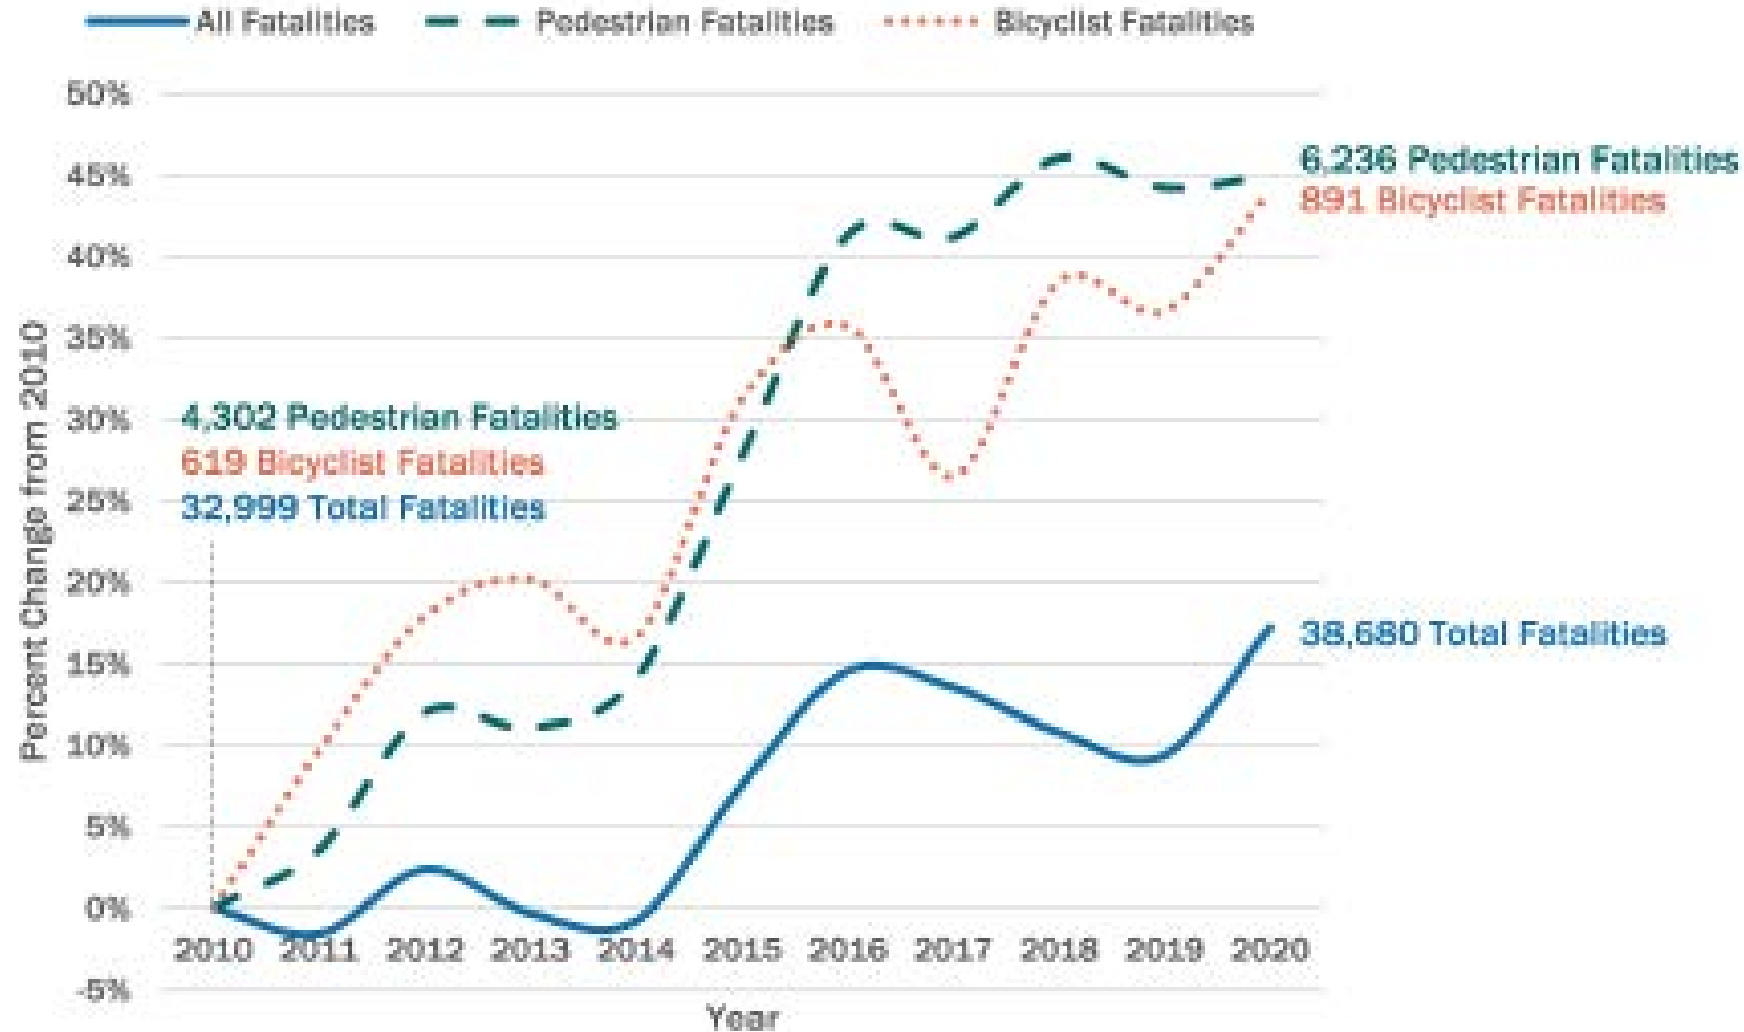 All Fatalities Pedestrian Fatalities Bicyclist Fatalities
50%
45%
40%
35%
30%
25%
20%
15%
10%
5%
0%
-5%
Percent Change from 2010
6,236 Pedestrian Fatalities
891 Bicyclist Fatalities
4,302 Pedestrian Fatalities
619 Bicyclist Fatalities
32,999 Total Fatalities
38,680 Total Fatalities
2010 2011 2012 2013 2014 2015 2016 2017 2018 2019 2020
Year